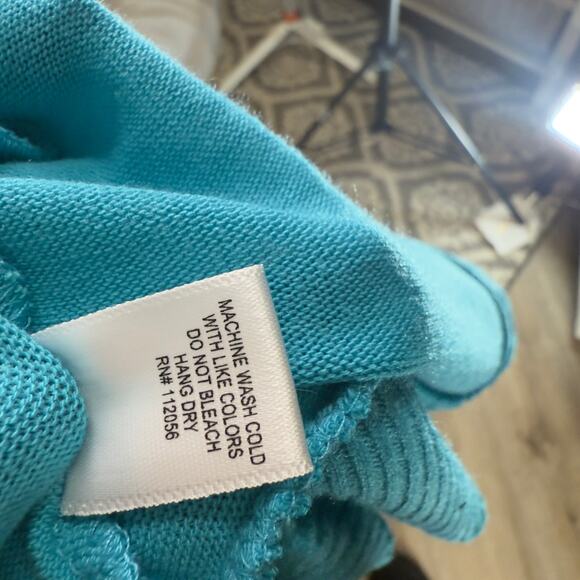 MACHINE WASH COLD
WITH LIKE COLORS
DO NOT BLEACH
HANG DRY
RN# 112056